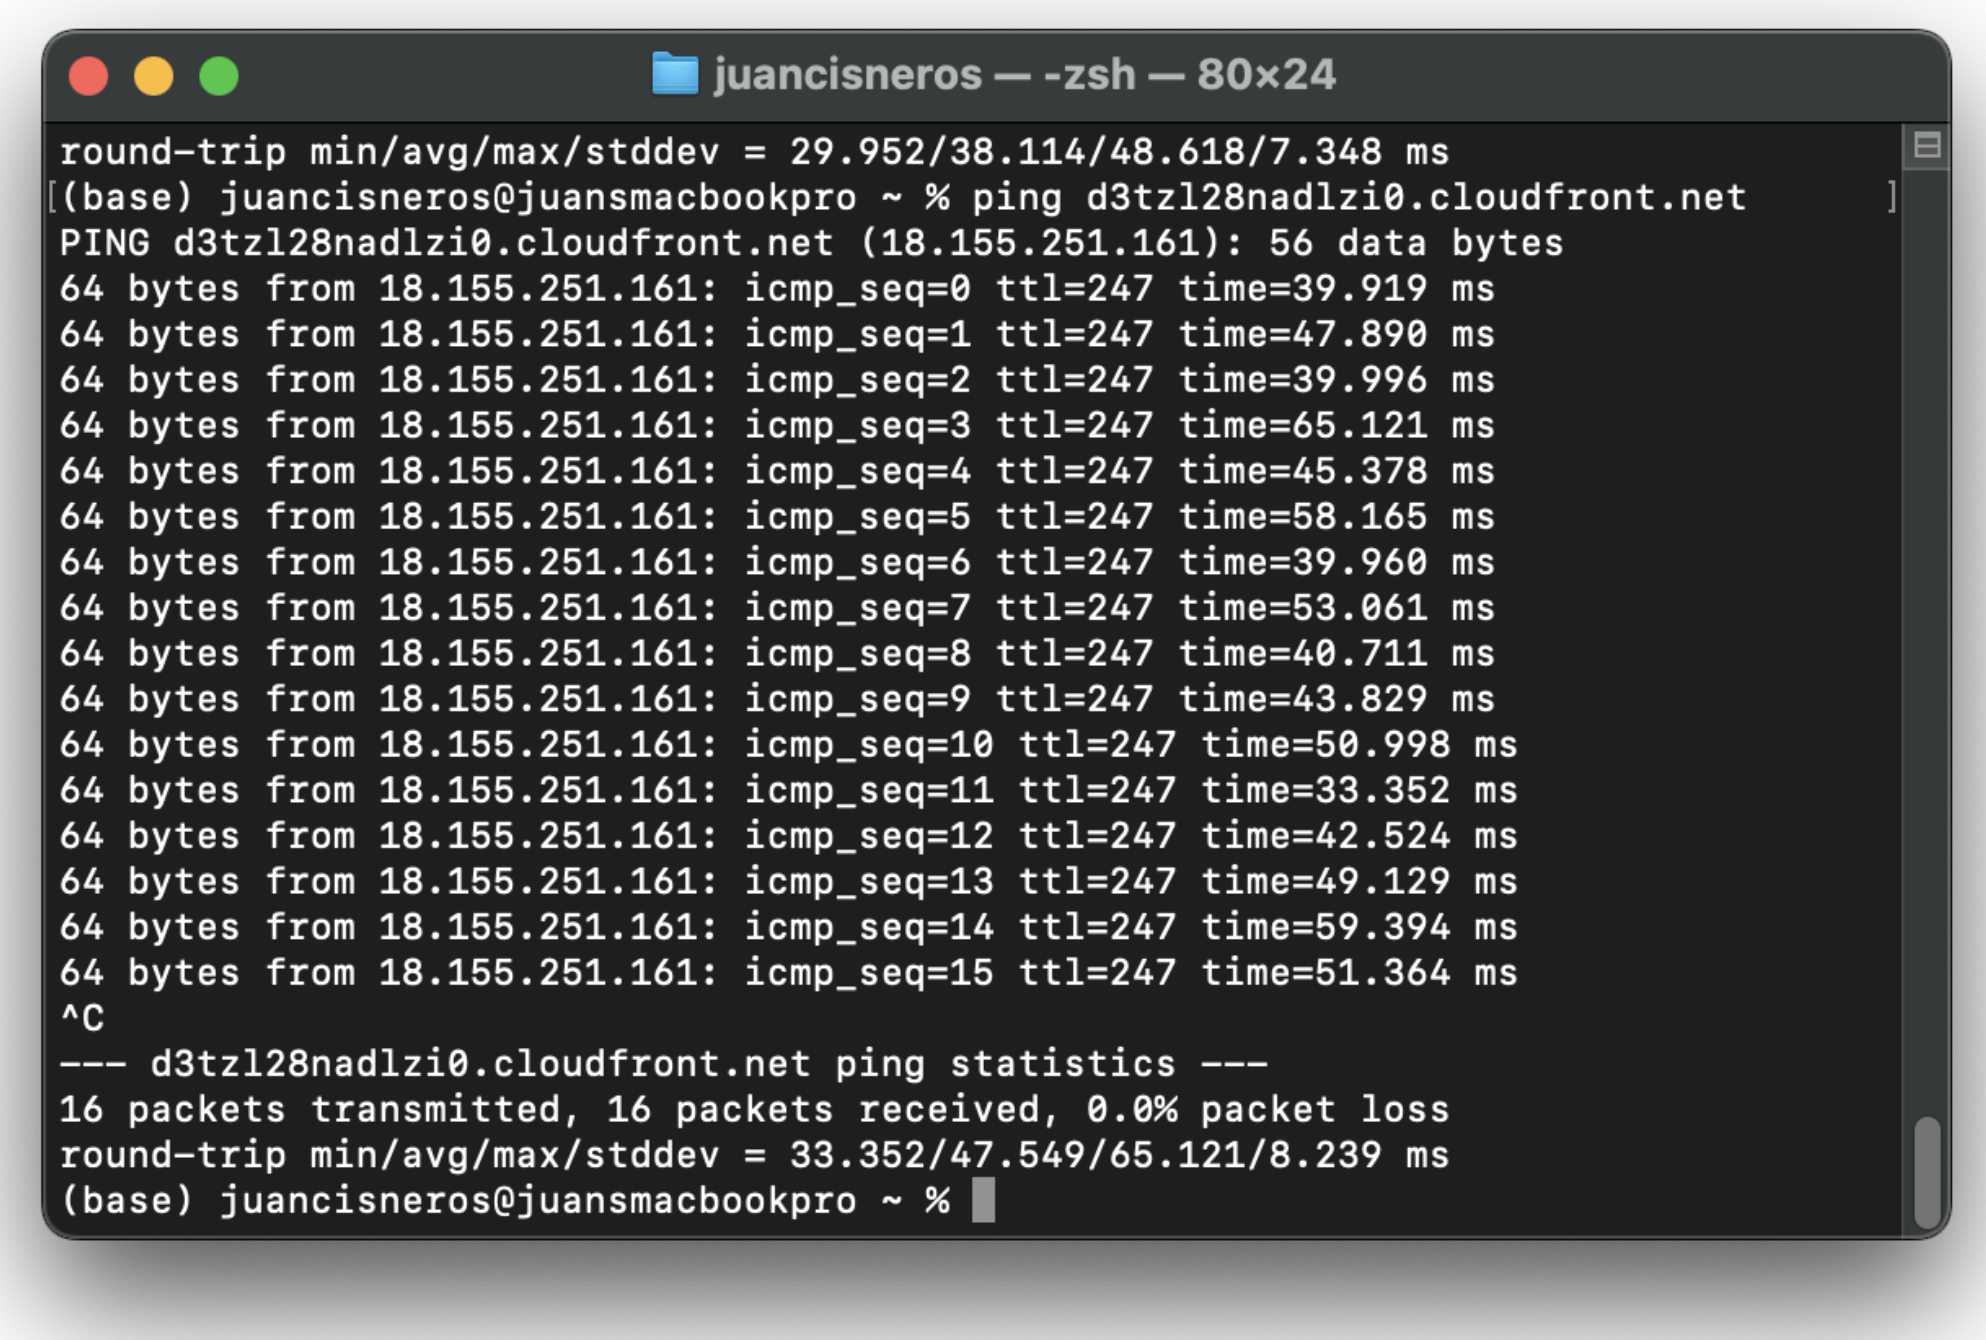 juancisneros — -zsh — 80×24
round-trip min/avg/max/stddev = 29.952/38.114/48.618/7.348 ms
[(base) juancisneros@juansmacbookpro ~ % ping d3tzl28nadlzi0.cloudfront.net ]
PING d3tzl28nadlzi0.cloudfront.net (18.155.251.161): 56 data bytes
64 bytes from 18.155.251.161: icmp_seq=0 ttl=247 time=39.919 ms
64 bytes from 18.155.251.161: icmp_seq=1 ttl=247 time=47.890 ms
64 bytes from 18.155.251.161: icmp_seq=2 ttl=247 time=39.996 ms
64 bytes from 18.155.251.161: icmp_seq=3 ttl=247 time=65.121 ms
64 bytes from 18.155.251.161: icmp_seq=4 ttl=247 time=45.378 ms
64 bytes from 18.155.251.161: icmp_seq=5 ttl=247 time=58.165 ms
64 bytes from 18.155.251.161: icmp_seq=6 ttl=247 time=39.960 ms
64 bytes from 18.155.251.161: icmp_seq=7 ttl=247 time=53.061 ms
64 bytes from 18.155.251.161: icmp_seq=8 ttl=247 time=40.711 ms
64 bytes from 18.155.251.161: icmp_seq=9 ttl=247 time=43.829 ms
64 bytes from 18.155.251.161: icmp_seq=10 ttl=247 time=50.998 ms
64 bytes from 18.155.251.161: icmp_seq=11 ttl=247 time=33.352 ms
64 bytes from 18.155.251.161: icmp_seq=12 ttl=247 time=42.524 ms
64 bytes from 18.155.251.161: icmp_seq=13 ttl=247 time=49.129 ms
64 bytes from 18.155.251.161: icmp_seq=14 ttl=247 time=59.394 ms
64 bytes from 18.155.251.161: icmp_seq=15 ttl=247 time=51.364 ms
^C
--- d3tzl28nadlzi0.cloudfront.net ping statistics ---
16 packets transmitted, 16 packets received, 0.0% packet loss
round-trip min/avg/max/stddev = 33.352/47.549/65.121/8.239 ms
(base) juancisneros@juansmacbookpro ~ %